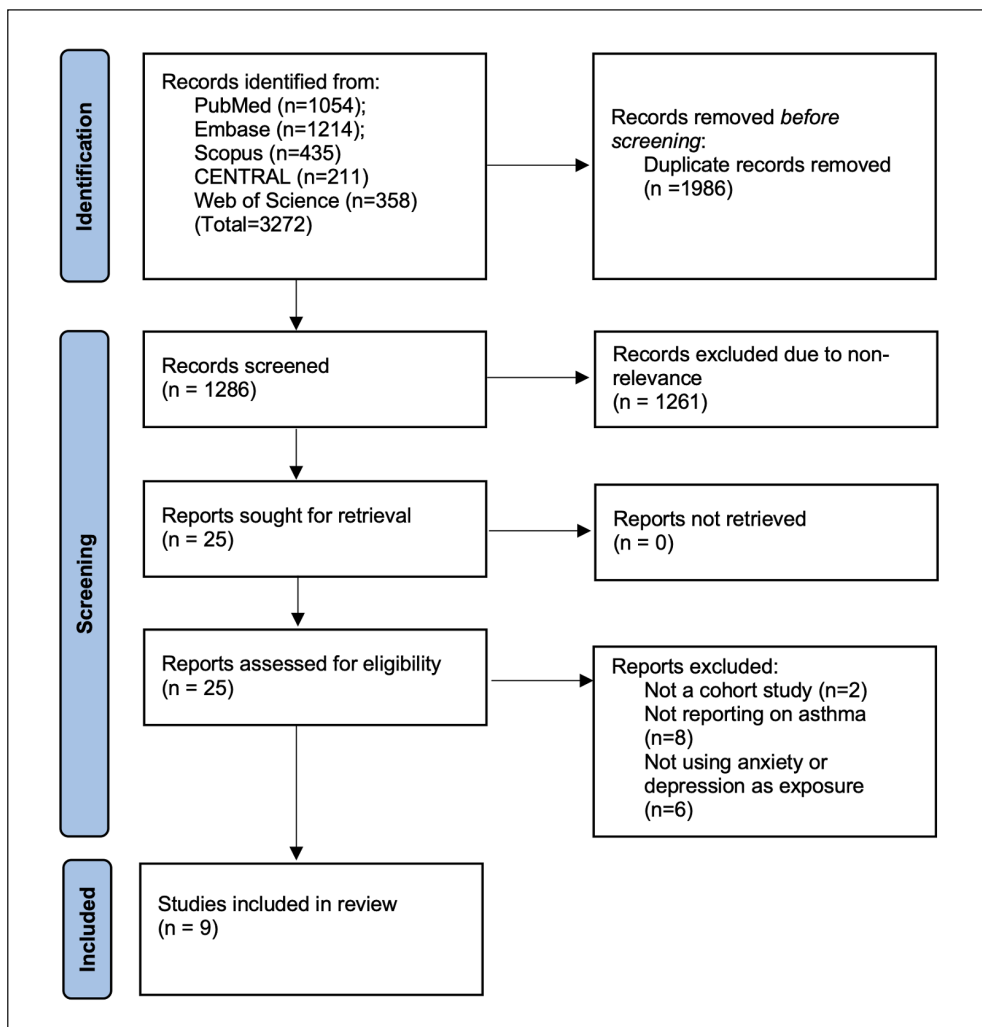 Identification
Records identified from:
PubMed (n=1054);
Embase (n=1214);
Scopus (n=435)
CENTRAL (n=211)
Web of Science (n=358)
(Total=3272)
Records removed before
screening:
Duplicate records removed
(n =1986)
Screening
Records screened
(n = 1286)
Records excluded due to non-
relevance
(n = 1261)
Reports sought for retrieval
(n = 25)
Reports not retrieved
(n = 0)
Reports assessed for eligibility
(n = 25)
Reports excluded:
Not a cohort study (n=2)
Not reporting on asthma
(n=8)
Not using anxiety or
depression as exposure
(n=6)
Included
Studies included in review
(n = 9)